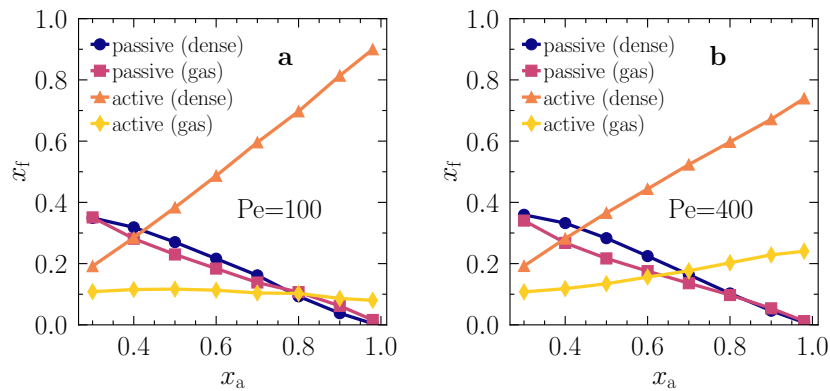 1.0
0.8
0.6
0.4
0.2
0.0
x_f
passive (dense)
passive (gas)
active (dense)
active (gas)
a
Pe=100
0.4 0.6 0.8 1.0
x_a
1.0
0.8
0.6
0.4
0.2
0.0
x_f
passive (dense)
passive (gas)
active (dense)
active (gas)
b
Pe=400
0.4 0.6 0.8 1.0
x_a